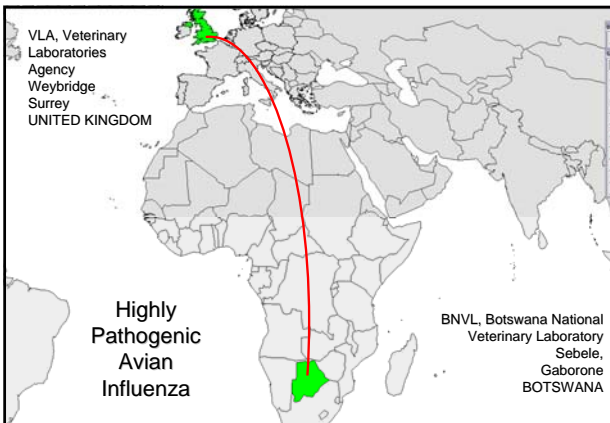 VLA, Veterinary
Laboratories
Agency
Weybridge
Surrey
UNITED KINGDOM
Highly
Pathogenic
Avian
Influenza
BNVL, Botswana National
Veterinary Laboratory
Sebele,
Gaborone
BOTSWANA